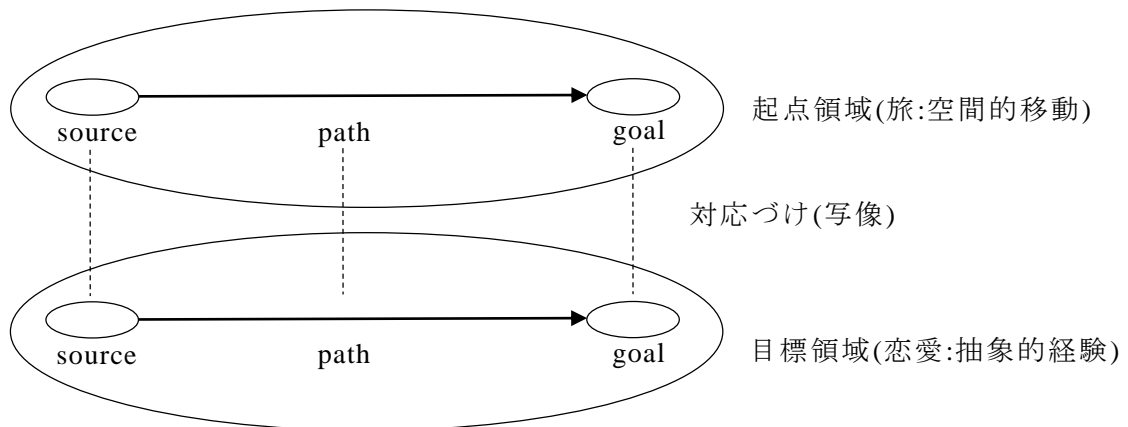 起点領域(旅:空間的移動)
source path goal
対応づけ(写像)
source path goal
目標領域(恋愛:抽象的経験)